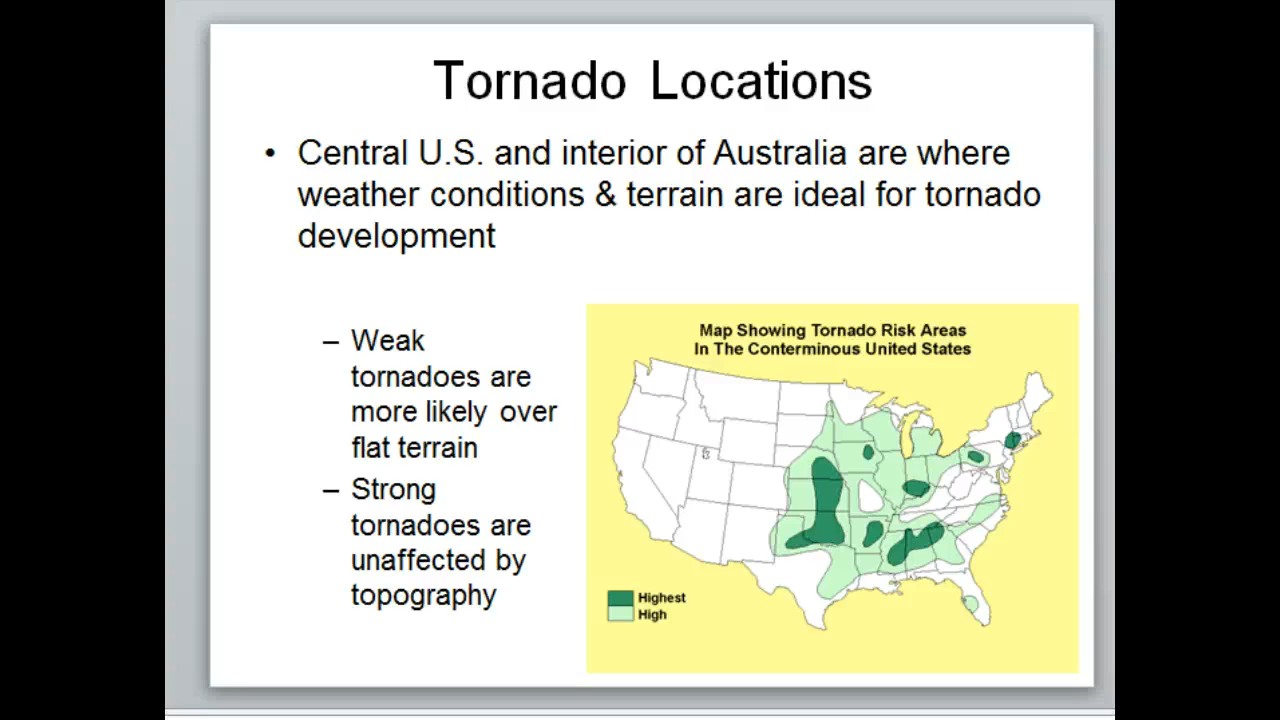 Tornado Locations
• Central U.S. and interior of Australia are where
weather conditions & terrain are ideal for tornado
development
– Weak
tornadoes are
more likely over
flat terrain
– Strong
tornadoes are
unaffected by
topography
Map Showing Tornado Risk Areas
In The Conterminous United States
Highest
High